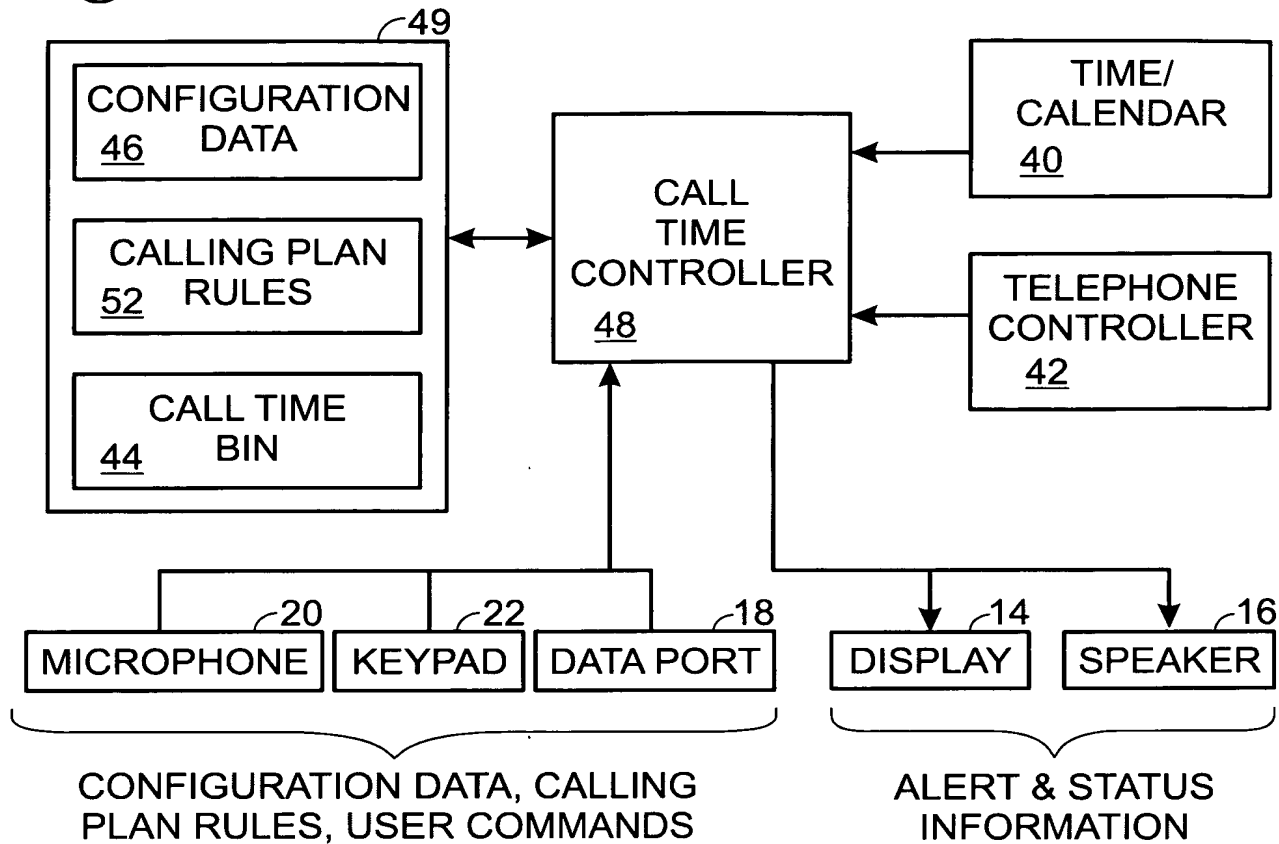 49
CONFIGURATION
DATA
46
CALLING PLAN
RULES
52
CALL TIME
BIN
44
CALL
TIME
CONTROLLER
48
TIME/
CALENDAR
40
TELEPHONE
CONTROLLER
42
20
MICROPHONE
22
KEYPAD
18
DATA PORT
14
DISPLAY
16
SPEAKER
CONFIGURATION DATA, CALLING
PLAN RULES, USER COMMANDS
ALERT & STATUS
INFORMATION